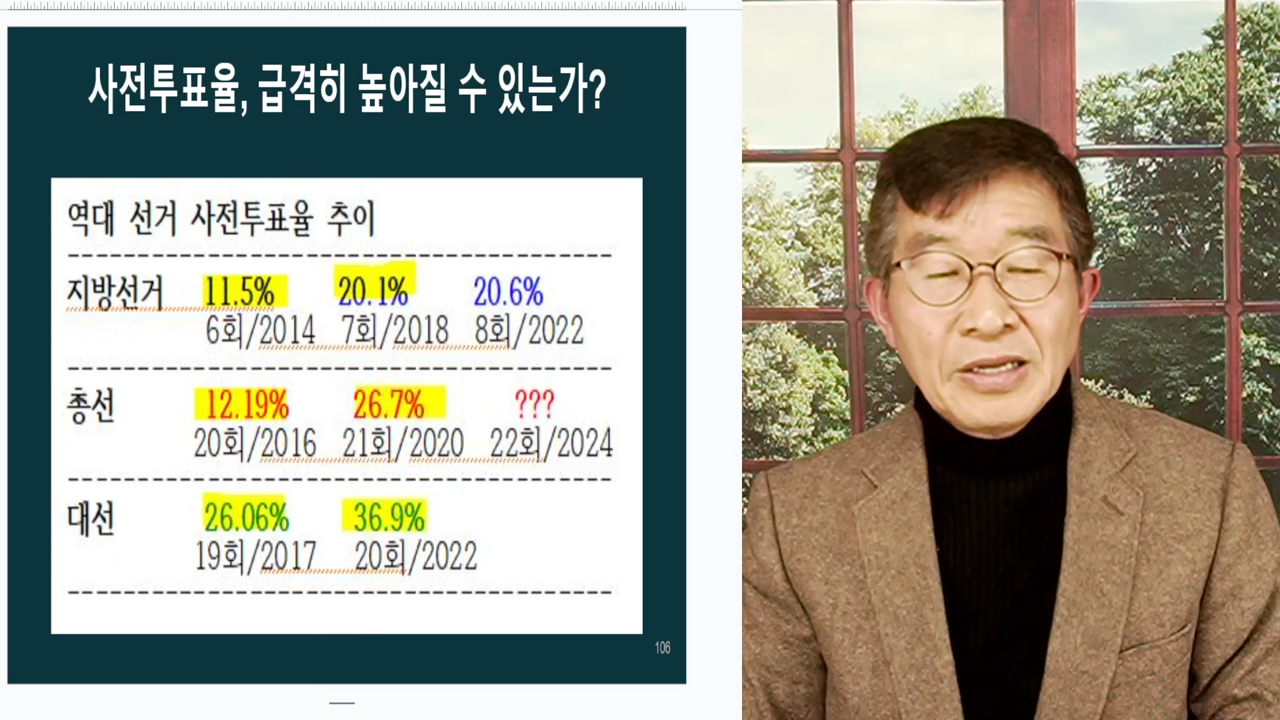 사전투표율, 급격히 높아질 수 있는가?
역대 선거 사전투표율 추이
지방선거 11.5% 20.1% 20.6%
6회/2014 7회/2018 8회/2022
총선 12.19% 26.7% ???
20회/2016 21회/2020 22회/2024
대선 26.06% 36.9%
19회/2017 20회/2022
106